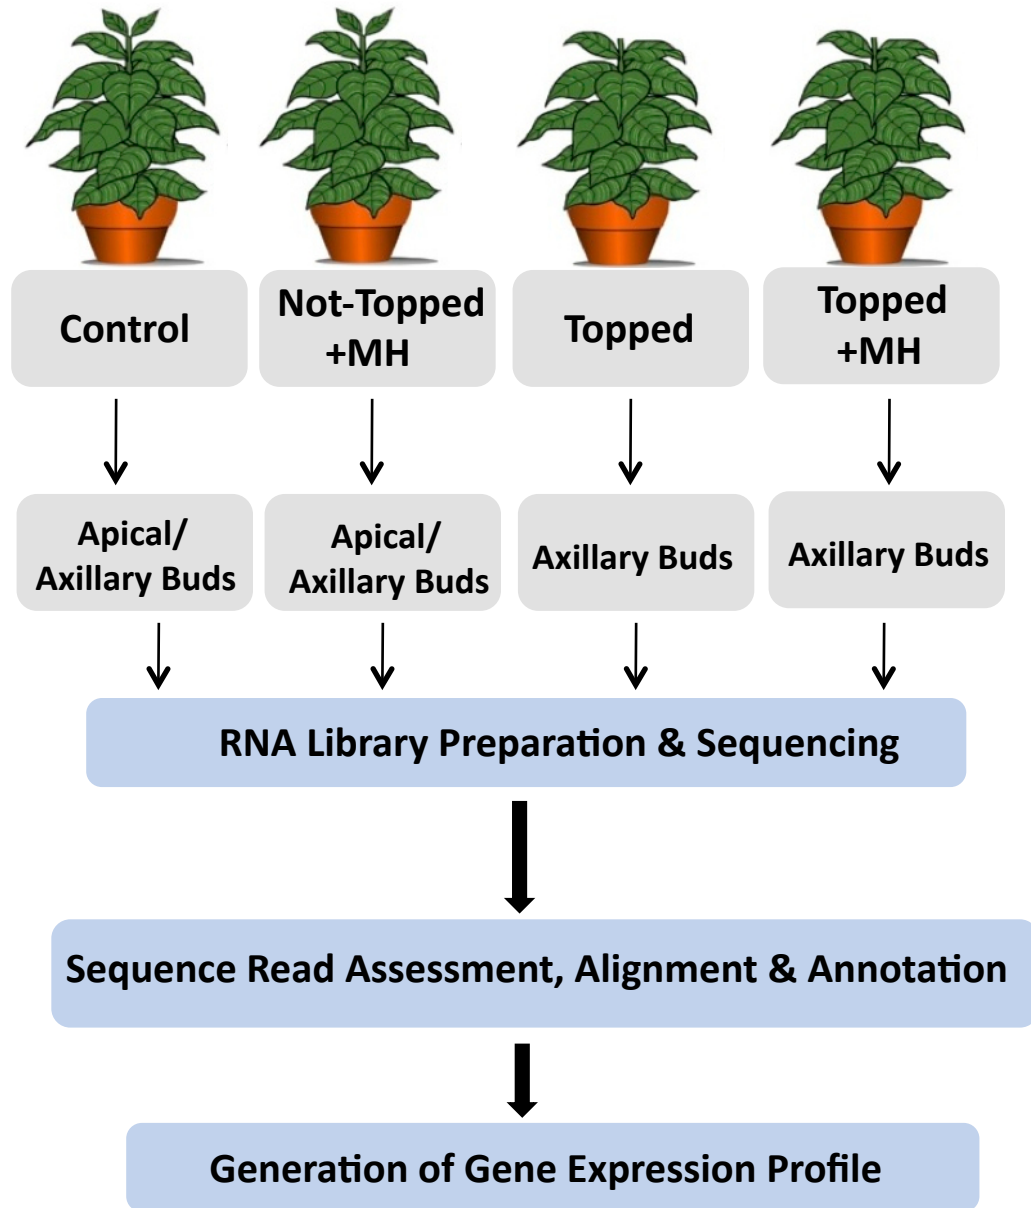 Control
Not-Topped
+MH
Topped
Topped
+MH
Apical/
Axillary Buds
Apical/
Axillary Buds
Axillary Buds
Axillary Buds
RNA Library Preparation & Sequencing
Sequence Read Assessment, Alignment & Annotation
Generation of Gene Expression Profile